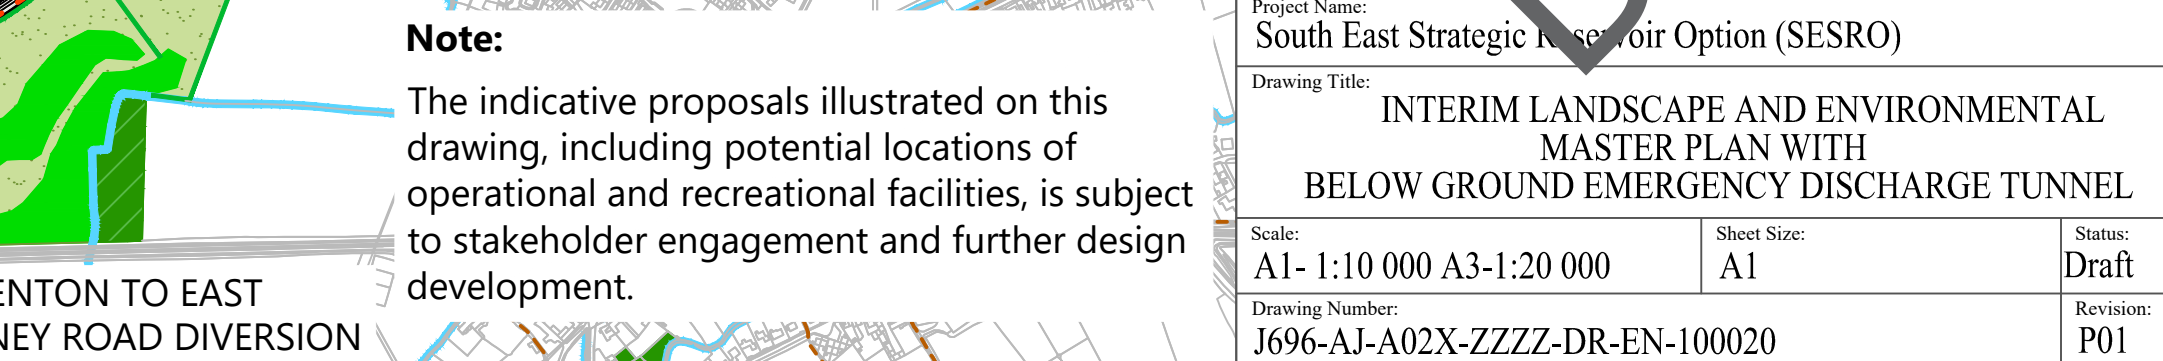 ENTON TO EAST
NEY ROAD DIVERSION
Note:
The indicative proposals illustrated on this
drawing, including potential locations of
operational and recreational facilities, is subject
to stakeholder engagement and further design
development.
Project Name:
South East Strategic Reservoir Option (SESRO)
Drawing Title:
INTERIM LANDSCAPE AND ENVIRONMENTAL
MASTER PLAN WITH
BELOW GROUND EMERGENCY DISCHARGE TUNNEL
Scale:
A1- 1:10 000 A3-1:20 000
Sheet Size:
A1
Status:
Draft
Drawing Number:
J696-AJ-A02X-ZZZZ-DR-EN-100020
Revision:
P01